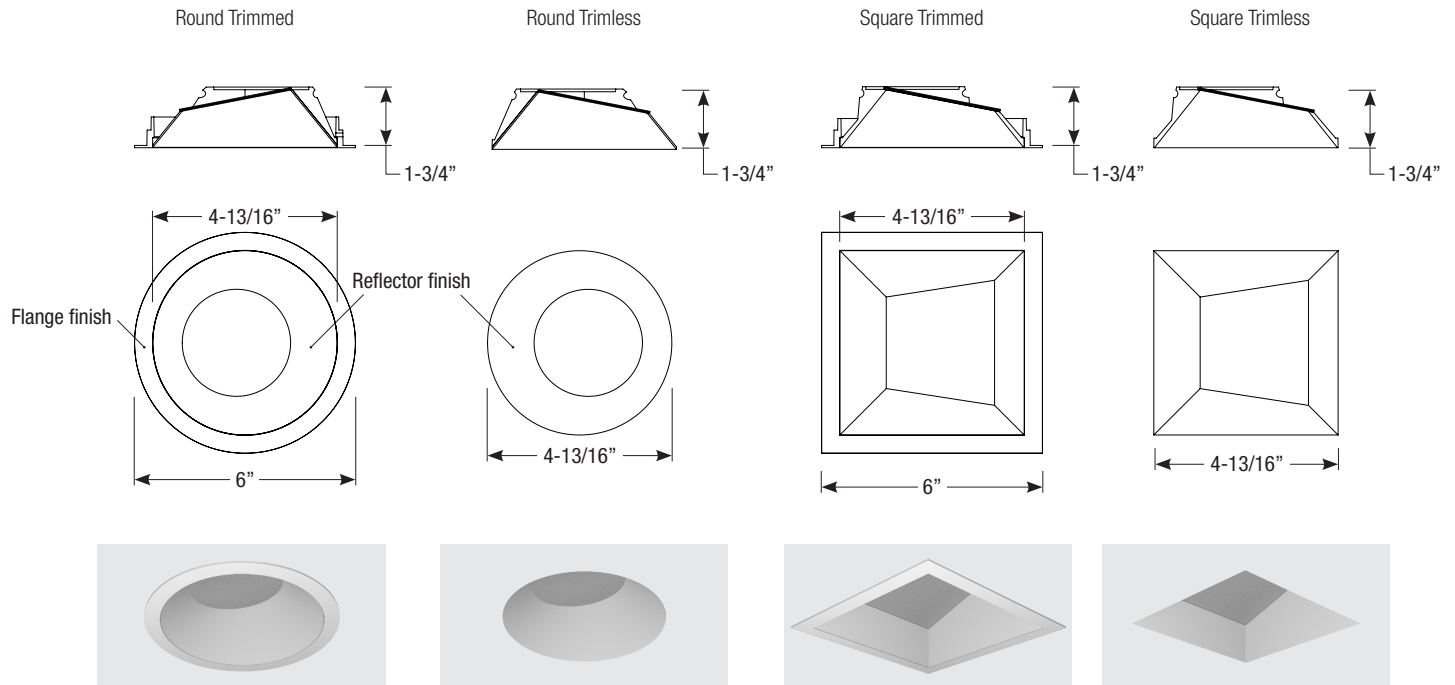 Round Trimmed
Round Trimless
Square Trimmed
Square Trimless
1-3/4”
1-3/4”
1-3/4”
1-3/4”
4-13/16”
4-13/16”
Reflector finish
Flange finish
4-13/16”
4-13/16”
6”
6”